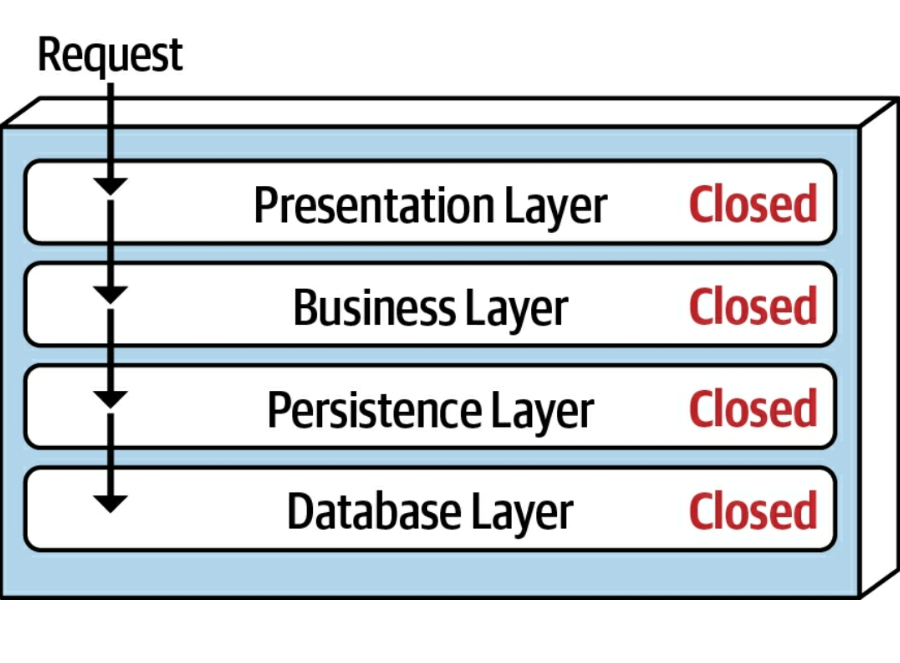 Request
Presentation Layer Closed
Business Layer Closed
Persistence Layer Closed
Database Layer Closed